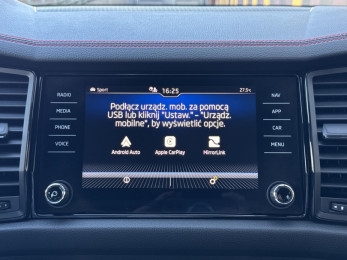 Sport 16:25 27.5
RADIO
MEDIA
PHONE
VOICE
Podłącz urządz. mob. za pomocą
USB lub kliknij "Ustaw." - "Urządz.
mobilne", by wyświetlić opcje.
Android Auto Apple CarPlay MirrorLink
NAV
APP
CAR
MENU